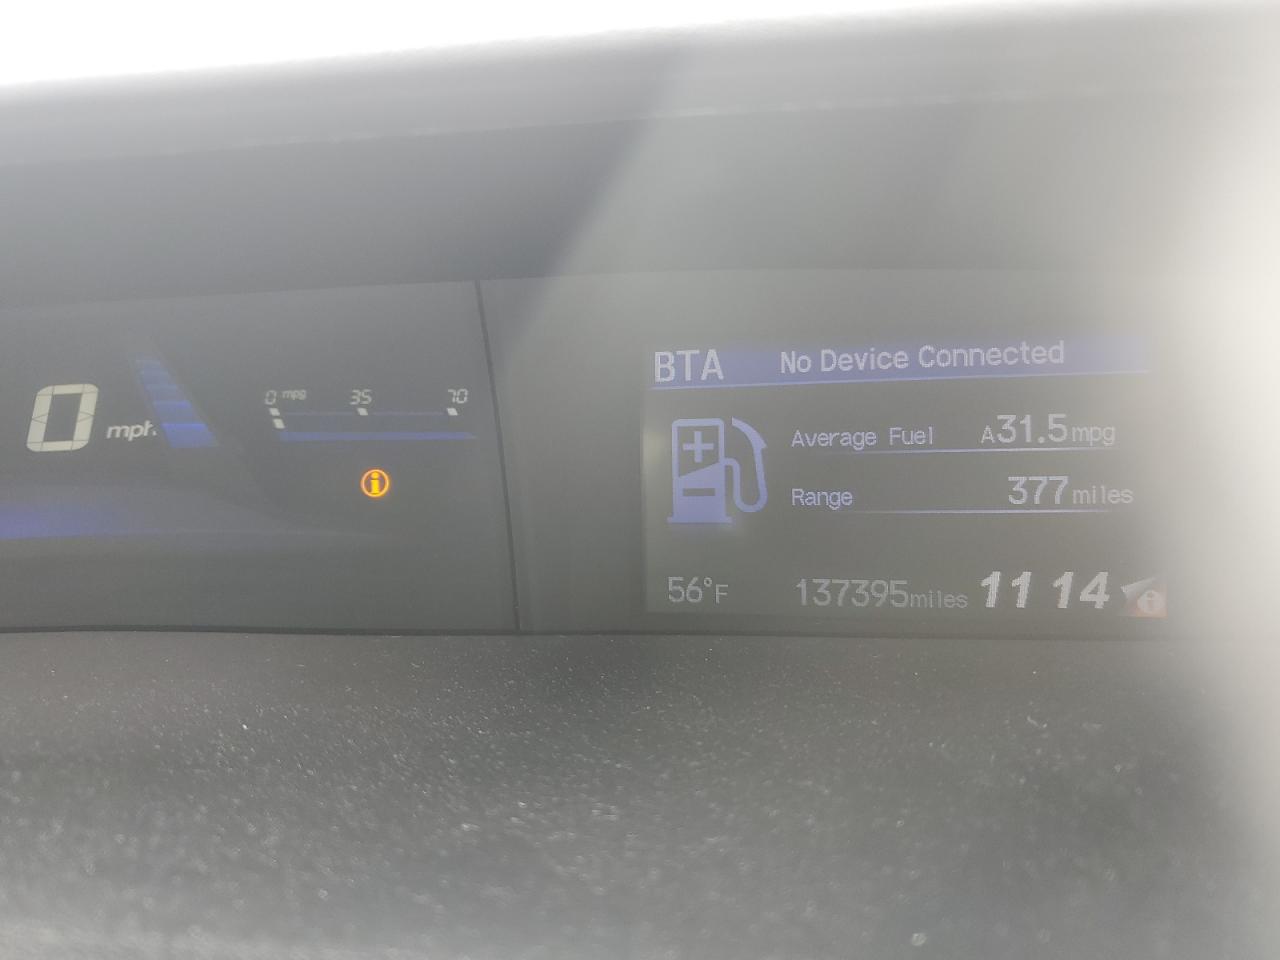 0 mph
0 mpg 35 70
BTA No Device Connected
Average Fuel A31.5mpg
Range 377miles
56°F 137395miles 11 14